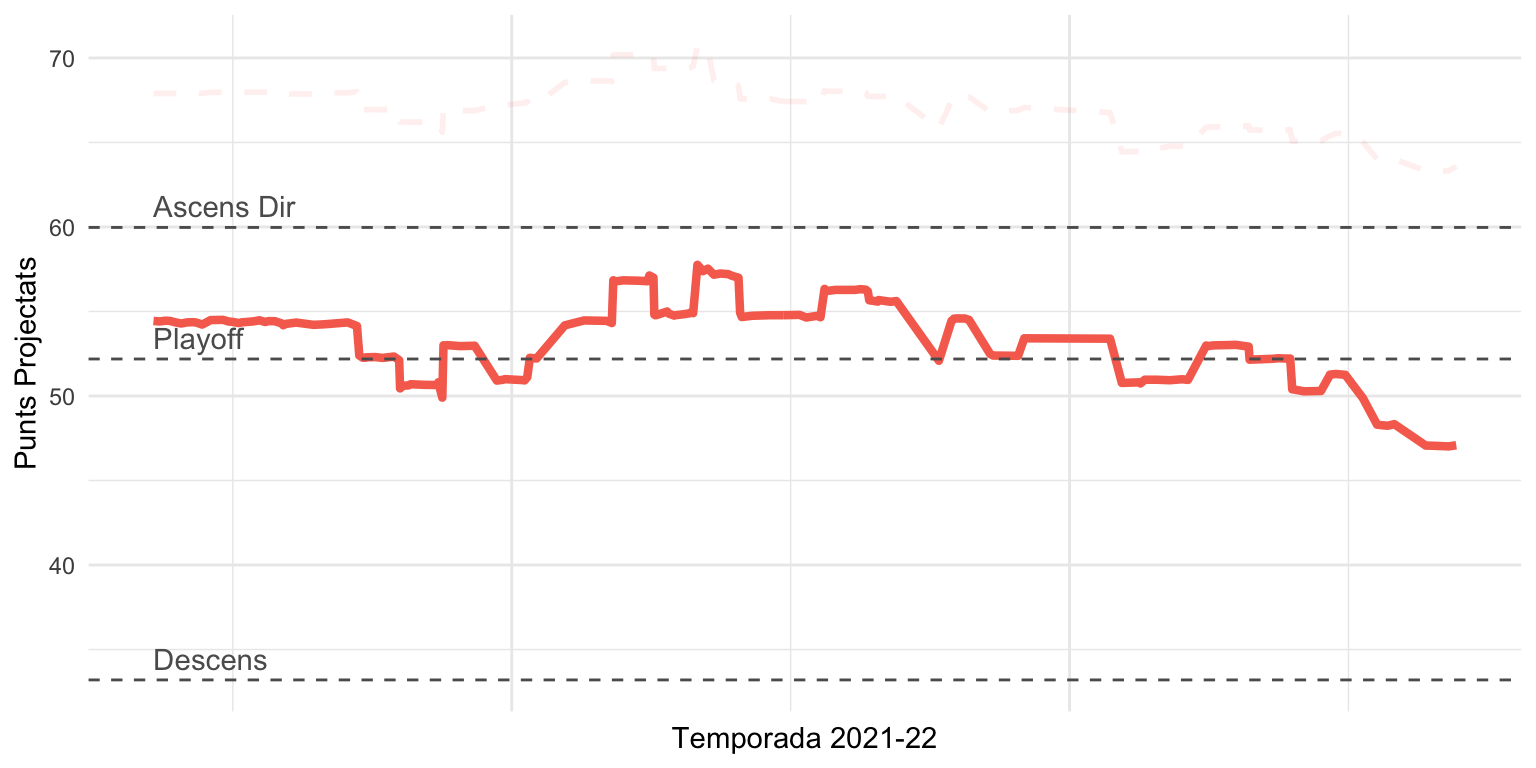 70
60
50
40
Punts Projectats
Ascens Dir
Playoff
Descens
Temporada 2021-22